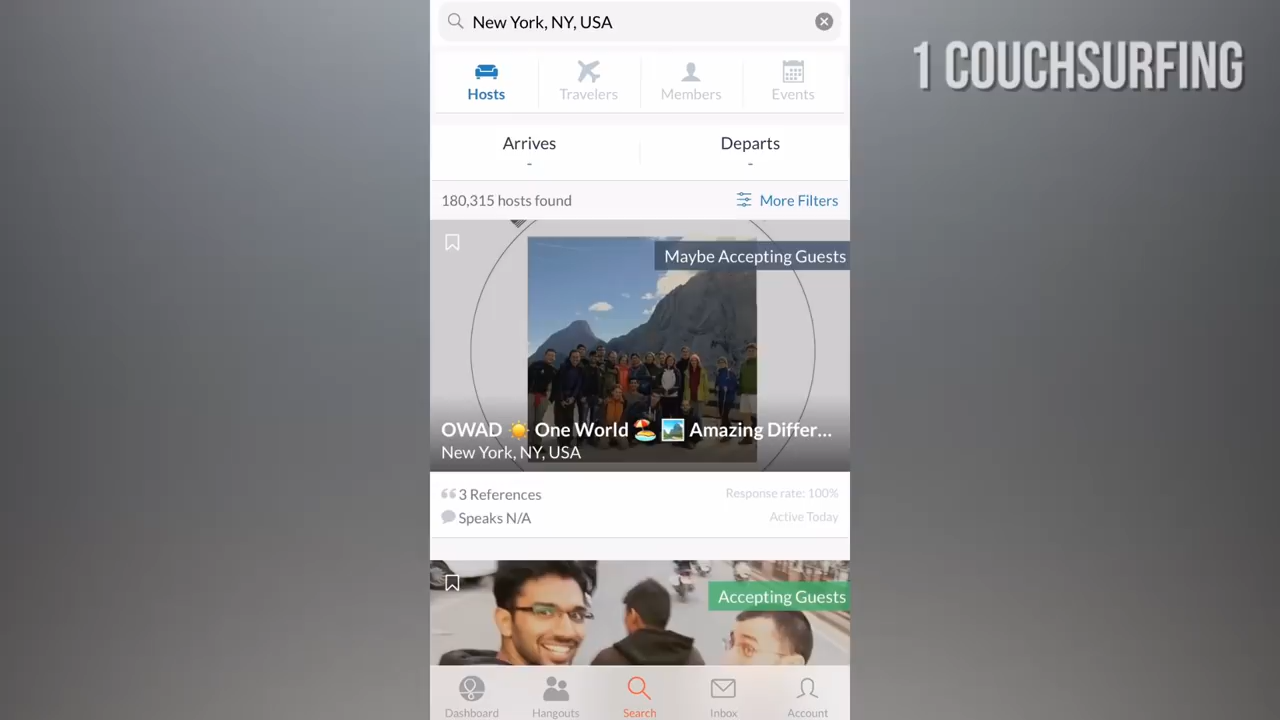 New York, NY, USA
1 COUCHSURFING
Hosts
Travelers
Members
Events
Arrives
-
Departs
-
180,315 hosts found
More Filters
Maybe Accepting Guests
OWAD ☀️ One World 🏖️ 🏞️ Amazing Differ...
New York, NY, USA
3 References
Response rate: 100%
Speaks N/A
Active Today
Accepting Guests
Dashboard
Hangouts
Search
Inbox
Account